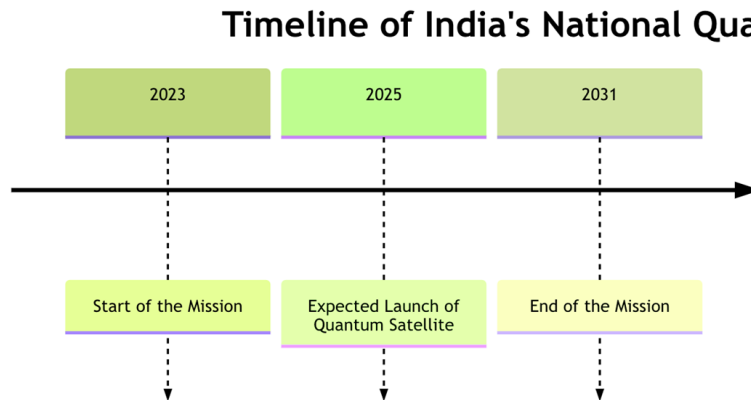 Timeline of India's National Qua
2023
2025
2031
Start of the Mission
Expected Launch of
Quantum Satellite
End of the Mission